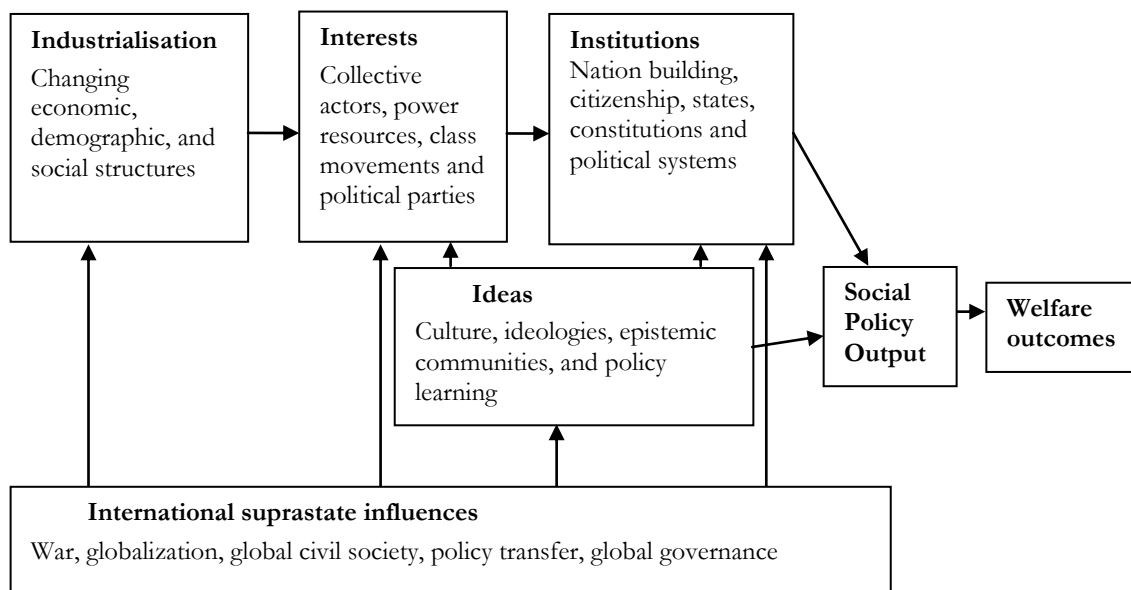 Industrialisation
Changing
economic,
demographic, and
social structures
Interests
Collective
actors, power
resources, class
movements and
political parties
Institutions
Nation building,
citizenship, states,
constitutions and
political systems
Ideas
Culture, ideologies, epistemic
communities, and policy
learning
Social
Policy
Output
Welfare
outcomes
International suprastate influences
War, globalization, global civil society, policy transfer, global governance